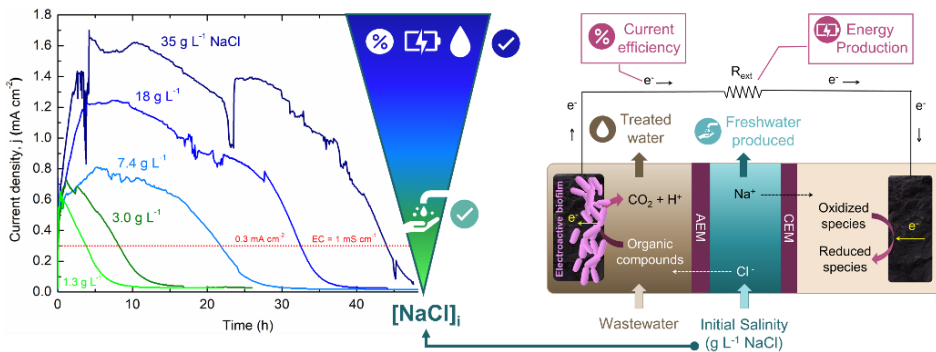 Current density, j (mA cm⁻²)
1.8
1.6
1.4
1.2
1.0
0.8
0.6
0.4
0.2
0.0
0
10
20
30
40
Time (h)
35 g L⁻¹ NaCl
18 g L⁻¹
7.4 g L⁻¹
3.0 g L⁻¹
1.3 g L⁻¹
0.3 mA cm⁻²
EC = 1 mS cm⁻¹
%
[NaCl]ᵢ
%
Current
efficiency
Energy
Production
Rext
e⁻
e⁻
e⁻
e⁻
Treated
water
Freshwater
produced
Electroactive biofilm
e⁻
CO₂ + H⁺
Organic
compounds
AEM
Na⁺
Cl⁻
CEM
Oxidized
species
Reduced
species
e⁻
Wastewater
Initial Salinity
(g L⁻¹ NaCl)